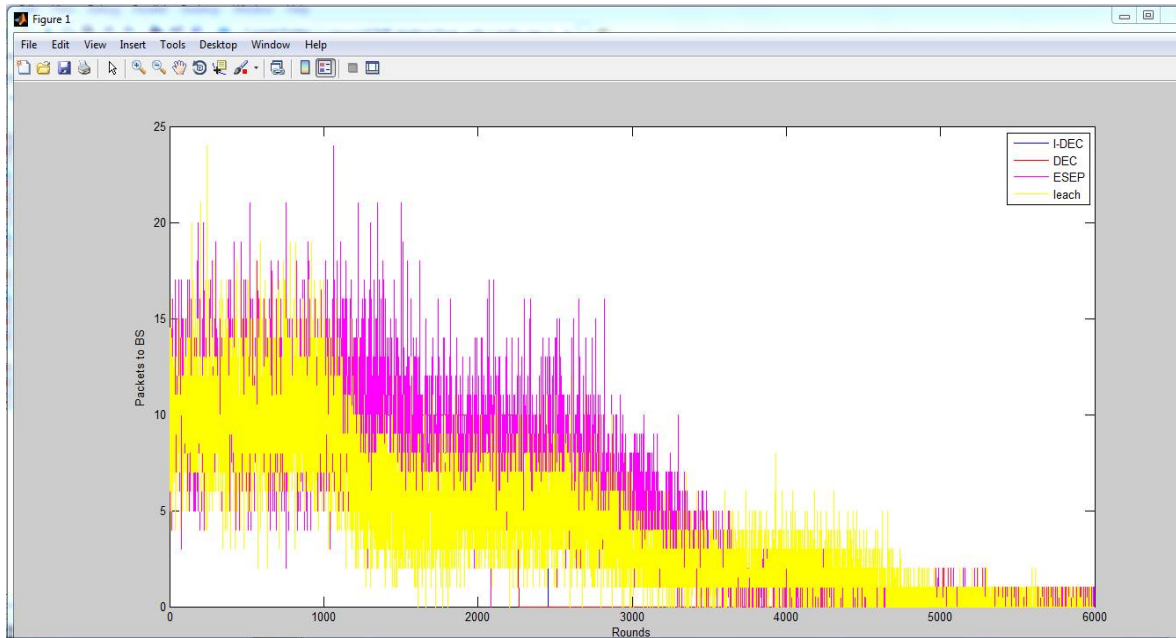 Figure 1
File Edit View Insert Tools Desktop Window Help
25
20
15
10
5
0
Packets to BS
I-DEC
DEC
ESEP
leach
0 1000 2000 3000 4000 5000 6000
Rounds